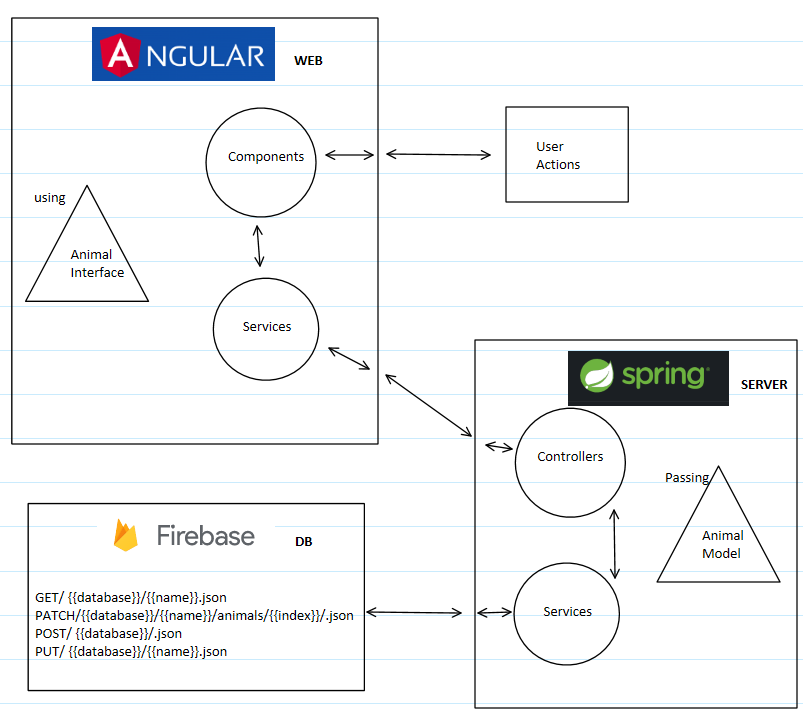 ANGULAR
WEB
Components
User
Actions
using
Animal
Interface
Services
spring
SERVER
Controllers
Passing
Animal
Model
Services
Firebase
DB
GET/ {{database}}/{{name}}.json
PATCH/{{database}}/{{name}}/animals/{{index}}/.json
POST/ {{database}}/.json
PUT/ {{database}}/{{name}}.json